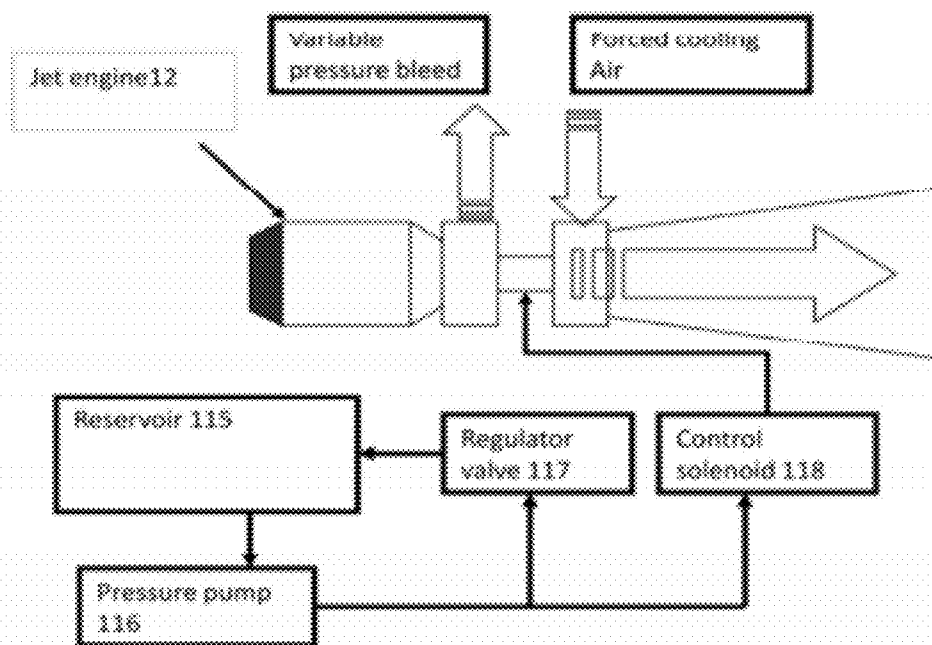 Variable
pressure bleed
Forced cooling
Air
Jet engine12
Reservoir 115
Regulator
valve 117
Control
solenoid 118
Pressure pump
116